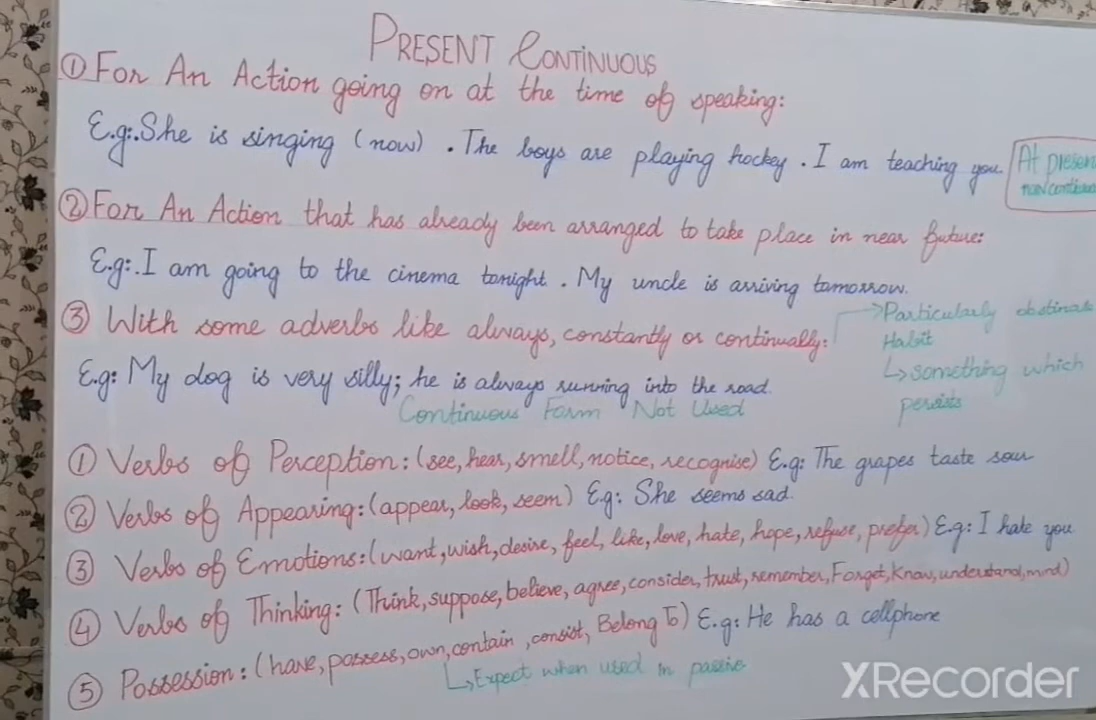 PRESENT CONTINUOUS
① For An Action going on at the time of speaking:
E.g:. She is singing (now) . The boys are playing hockey . I am teaching you
At presen
② For An Action that has already been arranged to take place in near future:
E.g:. I am going to the cinema tonight . My uncle is arriving tomorrow.
③ With some adverbs like always, constantly or continually:
→ Particularly obstinate
Habit
↳ something which
persists
E.g: My dog is very silly; he is always running into the road.
Continuous Form Not Used
① Verbs of Perception: (see, hear, smell, notice, recognise) E.g: The grapes taste sour
② Verbs of Appearing: (appear, look, seem) E.g: She seems sad.
③ Verbs of Emotions: (want, wish, desire, feel, like, love, hate, hope, refuse, prefer) E.g: I hate you
④ Verbs of Thinking: (Think, suppose, believe, agree, consider, trust, remember, Forget, Know, understand, mind)
⑤ Possession: (have, possess, own, contain, consist, Belong To) E.g: He has a cellphone
↳ Expect when used in passive
XRecorder